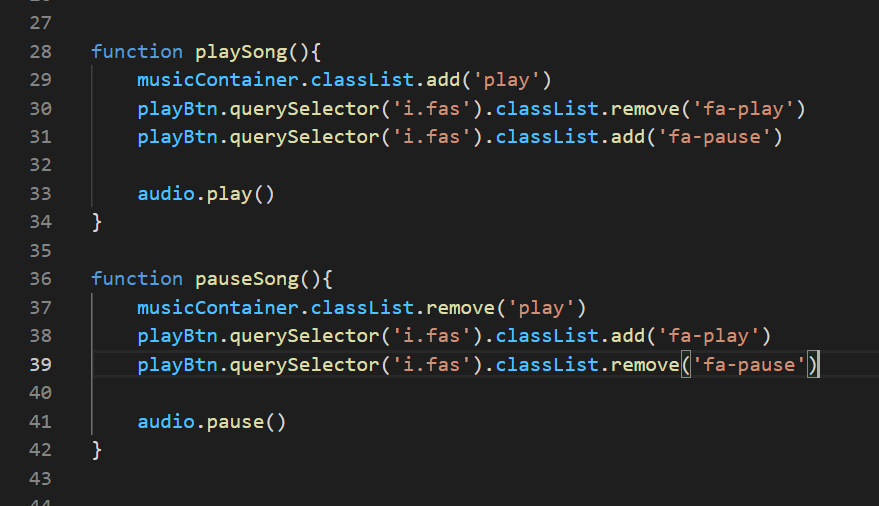 27
28 function playSong(){
29 musicContainer.classList.add('play')
30 playBtn.querySelector('i.fas').classList.remove('fa-play')
31 playBtn.querySelector('i.fas').classList.add('fa-pause')
32
33 audio.play()
34 }
35
36 function pauseSong(){
37 musicContainer.classList.remove('play')
38 playBtn.querySelector('i.fas').classList.add('fa-play')
39 playBtn.querySelector('i.fas').classList.remove('fa-pause')
40
41 audio.pause()
42 }
43